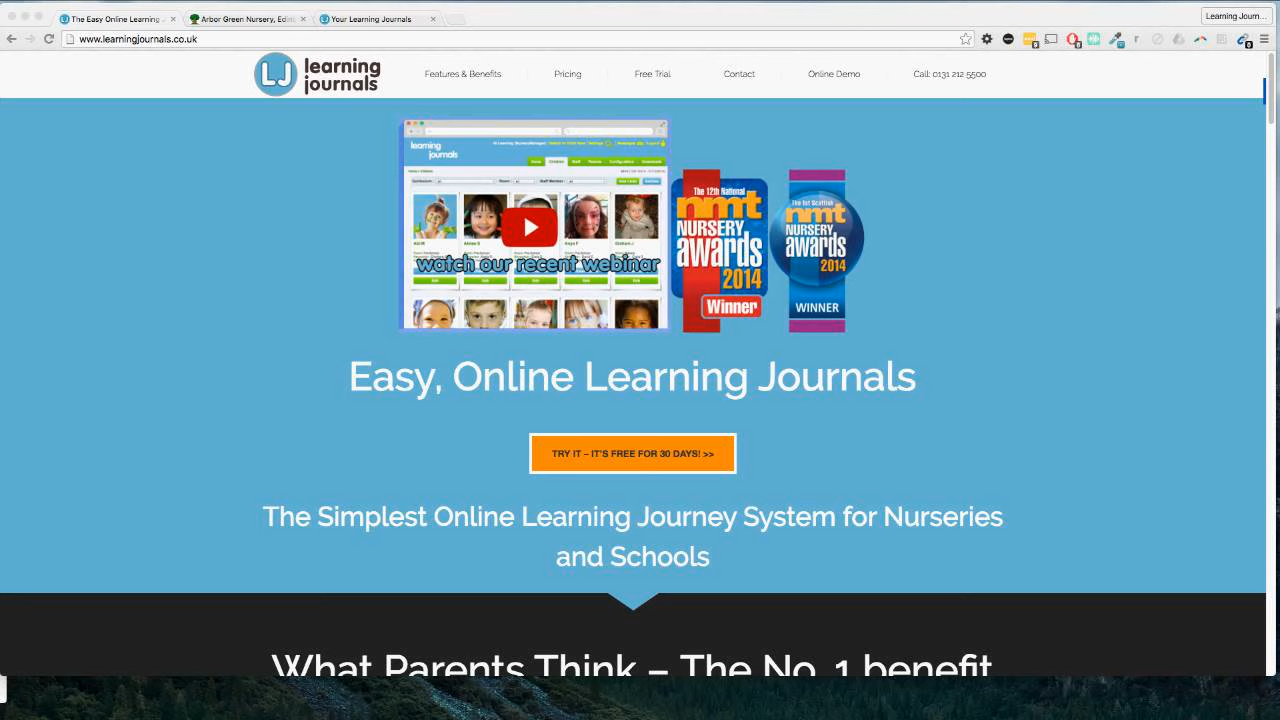 The Easy Online Learning
Arbor Green Nursery, Edin
Your Learning Journals
Learning Journ...
www.learningjournals.co.uk
LJ learning
journals
Features & Benefits
Pricing
Free Trial
Contact
Online Demo
Call: 0131 212 5500
learning
journals
watch our recent webinar
The 12th National
nmt
NURSERY
AWARDS
2014
Winner
The 1st Scottish
nmt
NURSERY
AWARDS
2014
WINNER
Easy, Online Learning Journals
TRY IT – IT'S FREE FOR 30 DAYS! >>
The Simplest Online Learning Journey System for Nurseries
and Schools
What Parents Think – The No. 1 benefit